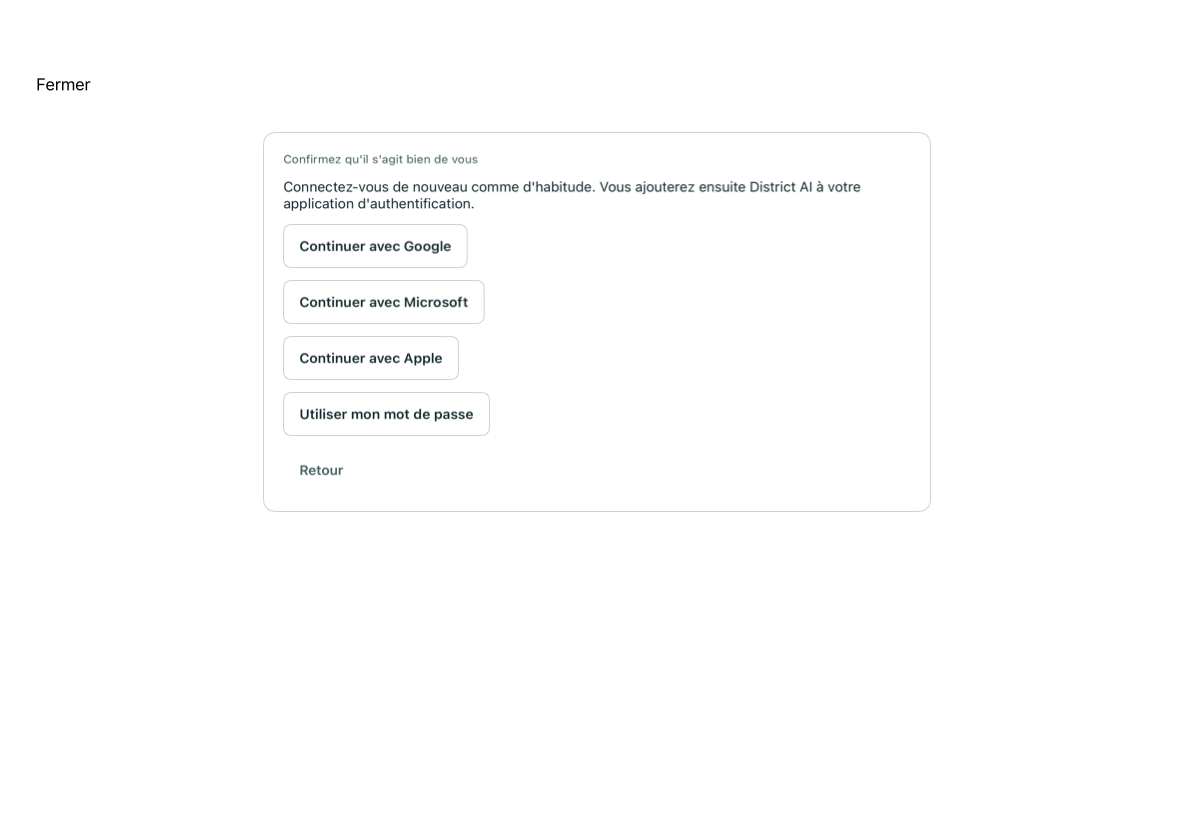 Fermer
Confirmez qu'il s'agit bien de vous
Connectez-vous de nouveau comme d'habitude. Vous ajouterez ensuite District AI à votre
application d'authentification.
Continuer avec Google
Continuer avec Microsoft
Continuer avec Apple
Utiliser mon mot de passe
Retour